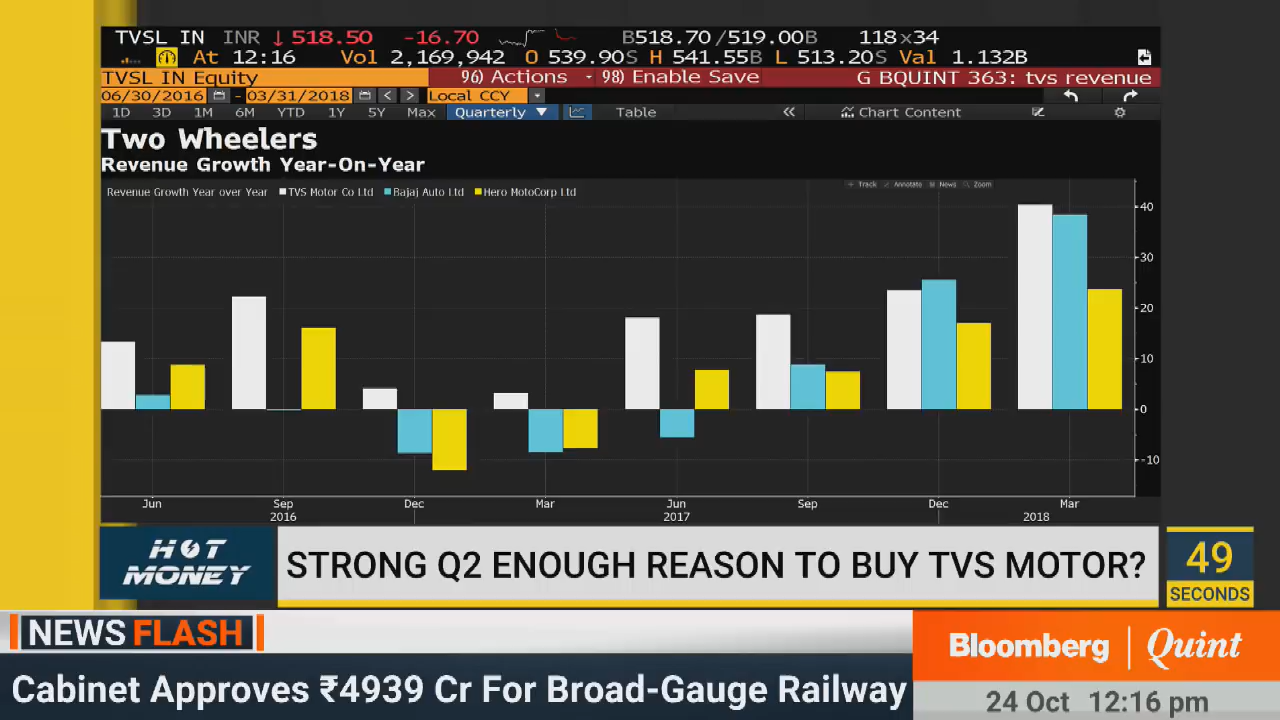 TVSL IN INR ↓ 518.50 -16.70 B518.70/519.00B 118x34
At 12:16 Vol 2,169,942 O 539.90S H 541.55B L 513.20S Val 1.132B
TVSL IN Equity 96) Actions 98) Enable Save G BQUINT 363: tvs revenue
06/30/2016 - 03/31/2018 < > Local CCY
1D 3D 1M 6M YTD 1Y 5Y Max Quarterly ▼ Table « Chart Content
Two Wheelers
Revenue Growth Year-On-Year
Revenue Growth Year over Year TVS Motor Co Ltd Bajaj Auto Ltd Hero MotoCorp Ltd
+ Track Annotate News Zoom
40
30
20
10
0
-10
Jun Sep Dec Mar Jun Sep Dec Mar
2016 2017 2018
HOT MONEY
STRONG Q2 ENOUGH REASON TO BUY TVS MOTOR?
49
SECONDS
NEWS FLASH
Cabinet Approves ₹4939 Cr For Broad-Gauge Railway
Bloomberg | Quint
24 Oct 12:16 pm